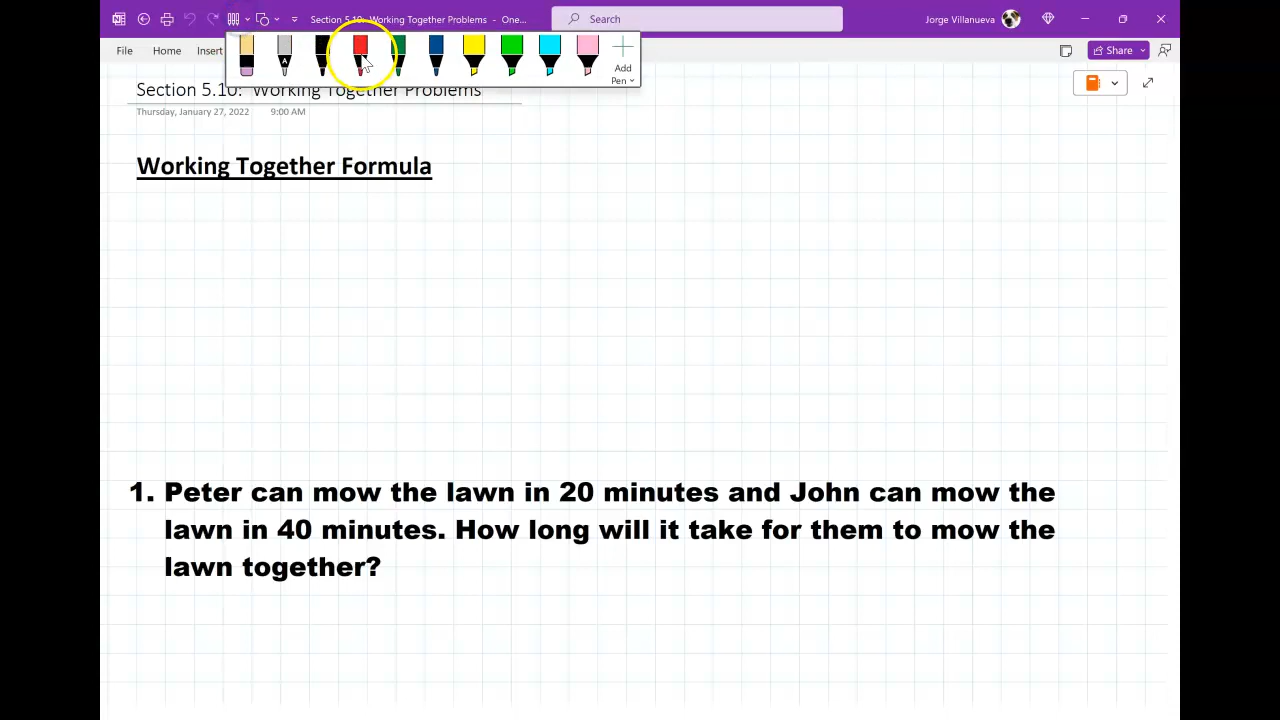 Section 5.10: Working Together Problems - One...
Search
Jorge Villanueva
File
Home
Insert
Share
A
Add
Pen
Section 5.10: Working Together Problems
Thursday, January 27, 2022 9:00 AM
Working Together Formula
1. Peter can mow the lawn in 20 minutes and John can mow the
lawn in 40 minutes. How long will it take for them to mow the
lawn together?